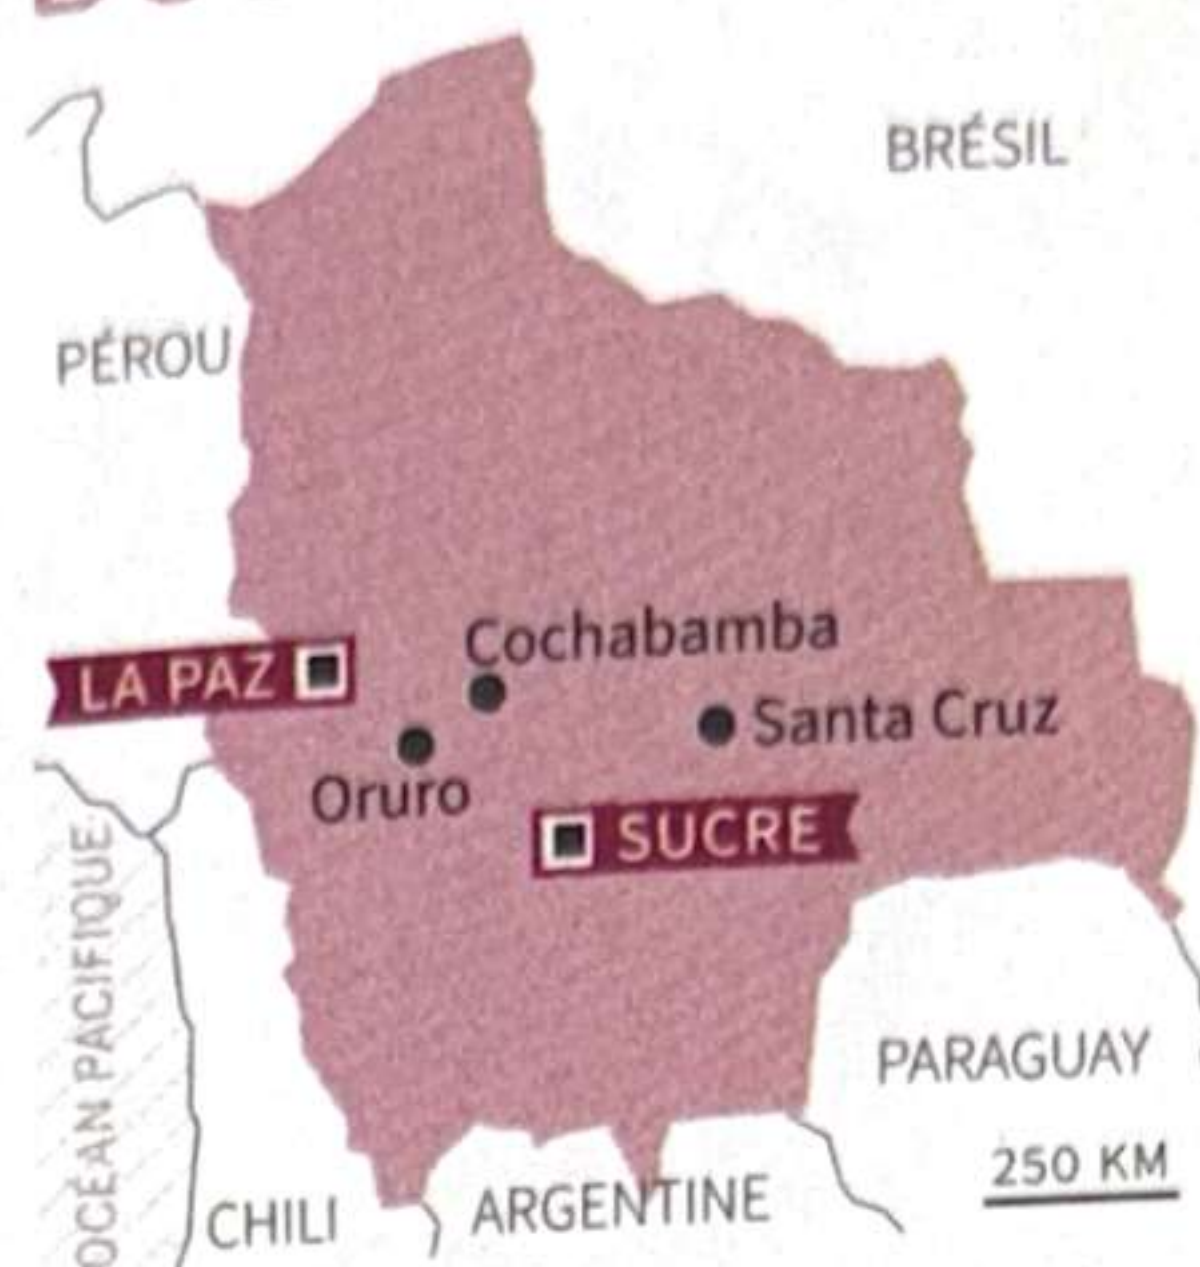 BRÉSIL
PÉROU
Cochabamba
LA PAZ
Santa Cruz
Oruro
SUCRE
OCÉAN PACIFIQUE
PARAGUAY
250 KM
CHILI
ARGENTINE